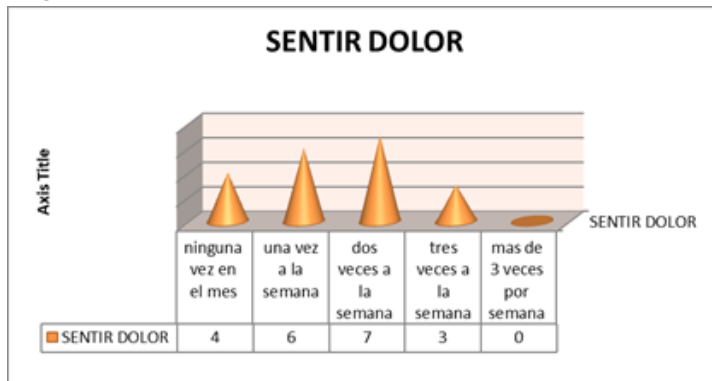 SENTIR DOLOR
Axis Title
SENTIR DOLOR
ninguna
vez en
el mes
una vez
a la
semana
dos
veces a
la
semana
tres
veces a
la
semana
mas de
3 veces
por
semana
SENTIR DOLOR 4 6 7 3 0